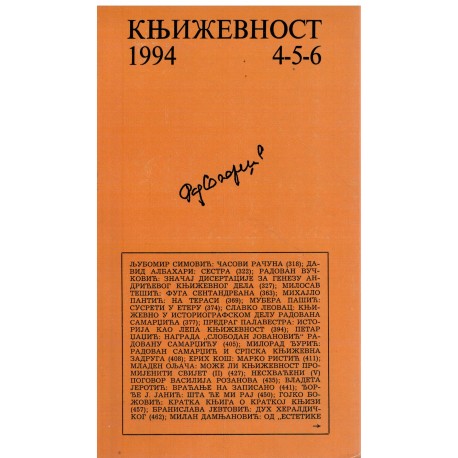 КЊИЖЕВНОСТ
1994 4-5-6
ЉУБОМИР СИМОВИЋ: ЧАСОВИ РАЧУНА (318); ДА-
ВИД АЛБАХАРИ: СЕСТРА (322); РАДОВАН ВУЧ-
КОВИЋ: ЗНАЧАЈ ДИСЕРТАЦИЈЕ ЗА ГЕНЕЗУ АН-
ДРИЋЕВОГ КЊИЖЕВНОГ ДЕЛА (327); МИЛОСАВ
ТЕШИЋ: ФУГА СЕНТАНДРЕАНА (363); МИХАЈЛО
ПАНТИЋ: НА ТЕРАСИ (369); МУБЕРА ПАШИЋ:
СУСРЕТИ У ЕТЕРУ (374); СЛАВКО ЛЕОВАЦ: КЊИ-
ЖЕВНО У ИСТОРИОГРАФСКОМ ДЕЛУ РАДОВАНА
САМАРЏИЋА (377); ПРЕДРАГ ПАЛАВЕСТРА: ИСТО-
РИЈА КАО ЛЕПА КЊИЖЕВНОСТ (394); ПЕТАР
ЏАЏИЋ: НАГРАДА „СЛОБОДАН ЈОВАНОВИЋ“ РА-
ДОВАНУ САМАРЏИЋУ (405); МИЛОРАД ЂУРИЋ:
РАДОВАН САМАРЏИЋ И СРПСКА КЊИЖЕВНА
ЗАДРУГА (408); ЕРИХ КОШ: МАРКО РИСТИЋ (411);
МЛАДЕН ОЉАЧА: МОЖЕ ЛИ КЊИЖЕВНОСТ ПРО-
МИЈЕНИТИ СВИЈЕТ (II) (427); НЕСХВАЋЕНИ (V)
ПОГОВОР ВАСИЛИЈА РОЗАНОВА (435); ВЛАДЕТА
ЈЕРОТИЋ: ВРАЋАЊЕ НА ЗАПИСАНО (441); ЂОР-
ЂЕ Ј. ЈАНИЋ: ШТА ЋЕ МИ РАЈ (450); ГОЈКО БО-
ЖОВИЋ: КРАТКА КЊИГА О КРАТКОЈ КЊИЗИ
(457); БРАНИСЛАВА ЈЕВТОВИЋ: ДУХ ХЕРАЛДИЧ-
КОГ (462); МИЛАН ДАМЊАНОВИЋ: ОД „ЕСТЕТИКЕ
→